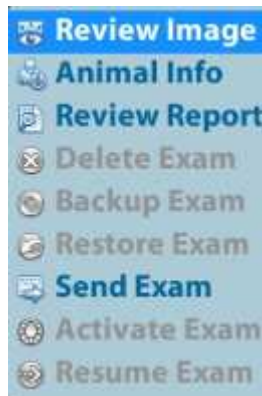 Review Image
Animal Info
Review Report
Delete Exam
Backup Exam
Restore Exam
Send Exam
Activate Exam
Resume Exam